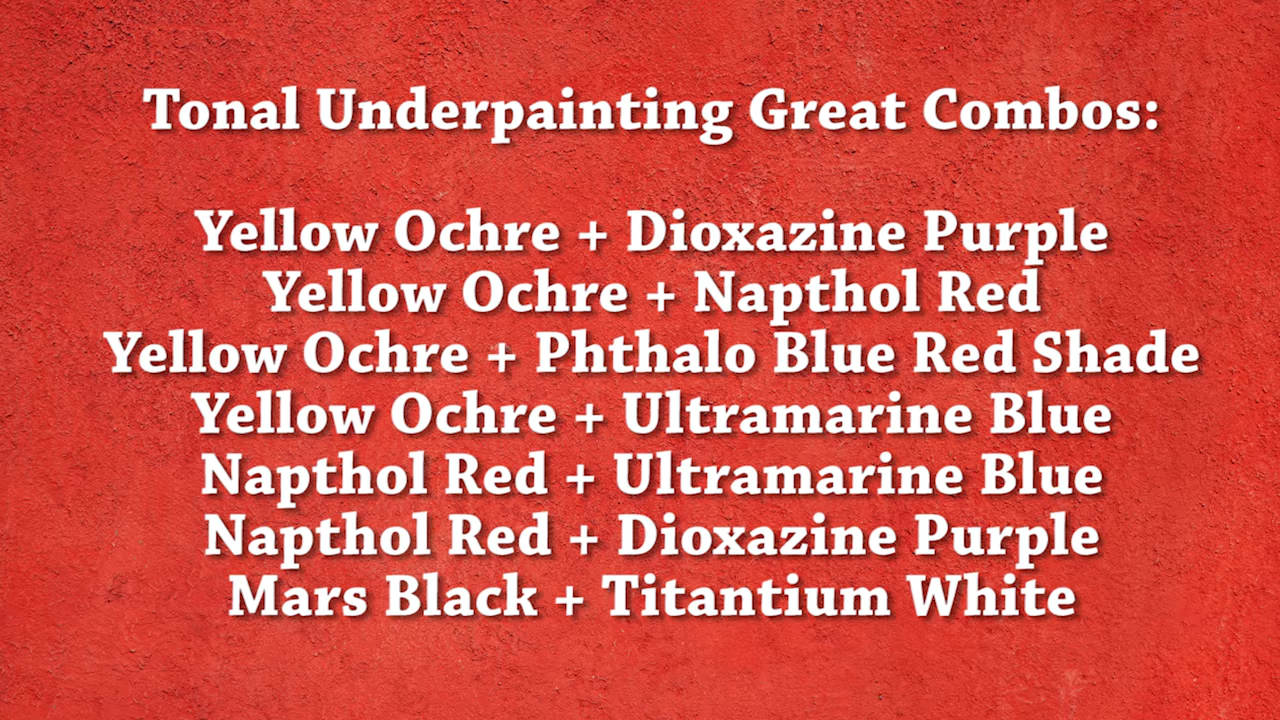 Tonal Underpainting Great Combos:
Yellow Ochre + Dioxazine Purple
Yellow Ochre + Napthol Red
Yellow Ochre + Phthalo Blue Red Shade
Yellow Ochre + Ultramarine Blue
Napthol Red + Ultramarine Blue
Napthol Red + Dioxazine Purple
Mars Black + Titantium White